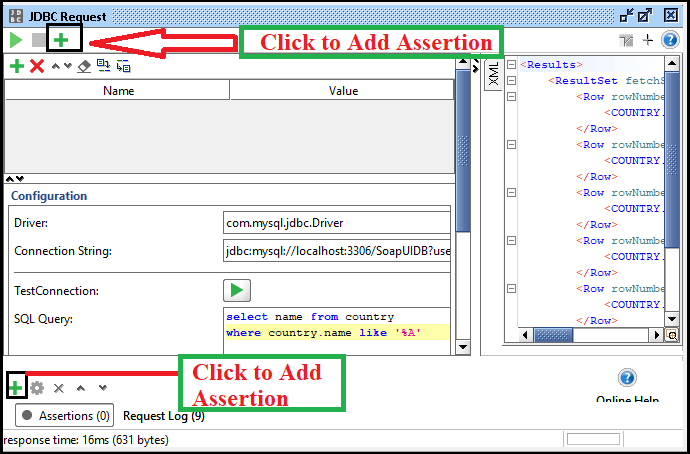 JDBC Request
Click to Add Assertion
Name Value
Configuration
Driver: com.mysql.jdbc.Driver
Connection String: jdbc:mysql://localhost:3306/SoapUIDB?use
TestConnection:
SQL Query: select name from country
where country.name like '%A'
XML
<Results>
<ResultSet fetchS
<Row rowNumbe
<COUNTRY.
</Row>
<Row rowNumbe
<COUNTRY.
</Row>
<Row rowNumbe
<COUNTRY.
</Row>
<Row rowNumbe
<COUNTRY.
</Row>
<Row rowNumbe
<COUNTRY.
</Row>
Click to Add
Assertion
Online Help
Assertions (0) Request Log (9)
response time: 16ms (631 bytes)